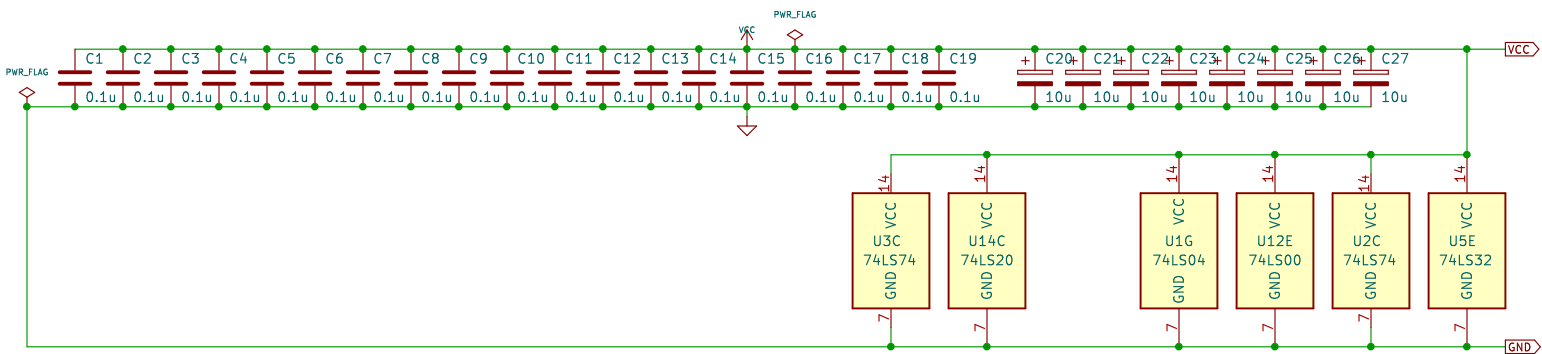 PWR_FLAG
VCC
C1 C2 C3 C4 C5 C6 C7 C8 C9 C10 C11 C12 C13 C14 C15 C16 C17 C18 C19 C20 C21 C22 C23 C24 C25 C26 C27 VCC
PWR_FLAG
+ + + + + + + +
0.1u 0.1u 0.1u 0.1u 0.1u 0.1u 0.1u 0.1u 0.1u 0.1u 0.1u 0.1u 0.1u 0.1u 0.1u 0.1u 0.1u 0.1u 0.1u 10u 10u 10u 10u 10u 10u 10u 10u
14 14 14 14 14 14
VCC VCC VCC VCC VCC VCC
U3C U14C U1G U12E U2C U5E
74LS74 74LS20 74LS04 74LS00 74LS74 74LS32
GND GND GND GND GND GND
7 7 7 7 7 7
GND